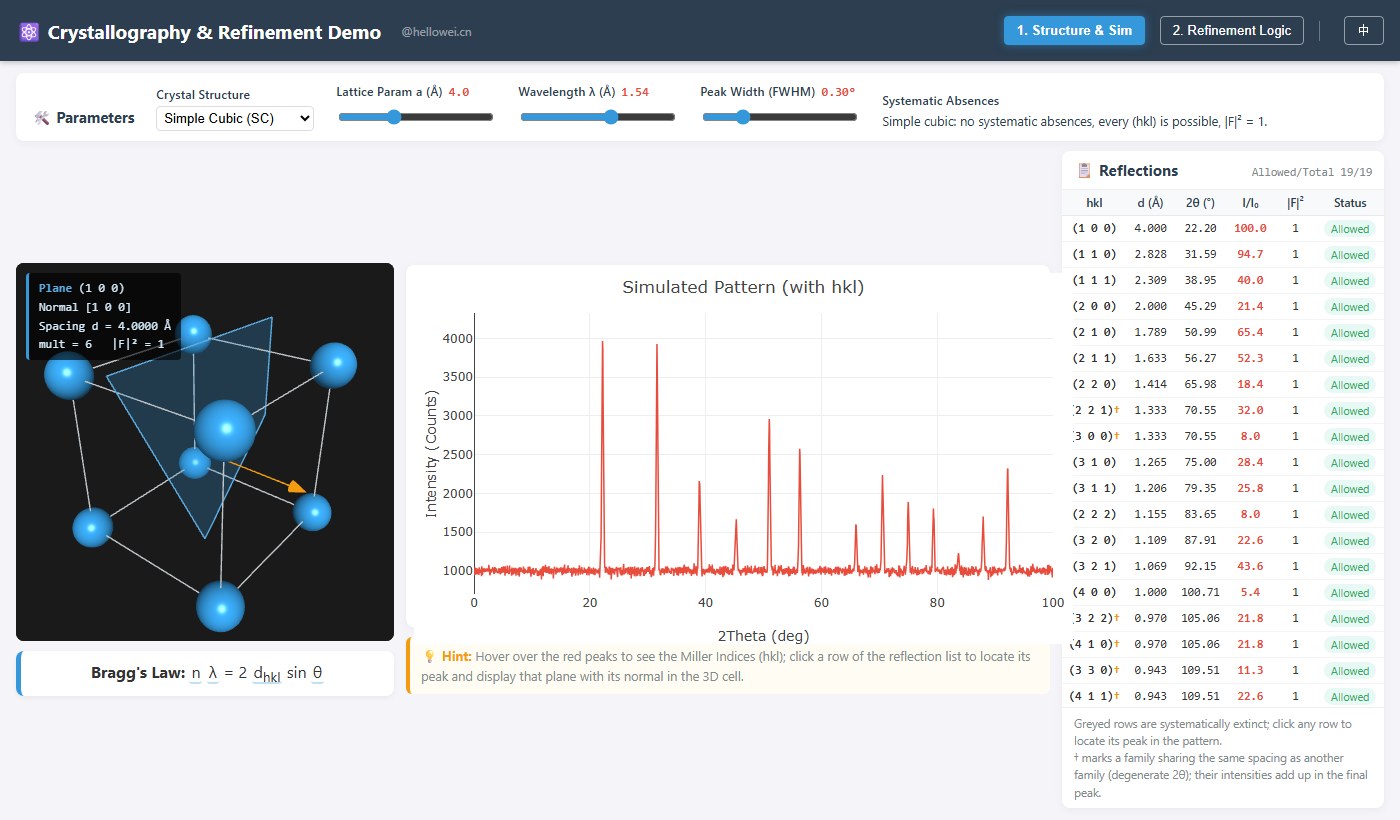 Crystallography & Refinement Demo @hellowei.cn 1. Structure & Sim 2. Refinement Logic 中
Parameters
Crystal Structure
Simple Cubic (SC)
Lattice Param a (Å) 4.0
Wavelength λ (Å) 1.54
Peak Width (FWHM) 0.30°
Systematic Absences
Simple cubic: no systematic absences, every (hkl) is possible, |F|² = 1.
Plane (1 0 0)
Normal [1 0 0]
Spacing d = 4.0000 Å
mult = 6 |F|² = 1
Bragg's Law: n λ = 2 dhkl sin θ
Simulated Pattern (with hkl)
Intensity (Counts)
4000
3500
3000
2500
2000
1500
1000
0 20 40 60 80 100
2Theta (deg)
Hint: Hover over the red peaks to see the Miller Indices (hkl); click a row of the reflection list to locate its
peak and display that plane with its normal in the 3D cell.
Reflections Allowed/Total 19/19
hkl d (Å) 2θ (°) I/I₀ |F|² Status
(1 0 0) 4.000 22.20 100.0 1 Allowed
(1 1 0) 2.828 31.59 94.7 1 Allowed
(1 1 1) 2.309 38.95 40.0 1 Allowed
(2 0 0) 2.000 45.29 21.4 1 Allowed
(2 1 0) 1.789 50.99 65.4 1 Allowed
(2 1 1) 1.633 56.27 52.3 1 Allowed
(2 2 0) 1.414 65.98 18.4 1 Allowed
(2 2 1)† 1.333 70.55 32.0 1 Allowed
(3 0 0)† 1.333 70.55 8.0 1 Allowed
(3 1 0) 1.265 75.00 28.4 1 Allowed
(3 1 1) 1.206 79.35 25.8 1 Allowed
(2 2 2) 1.155 83.65 8.0 1 Allowed
(3 2 0) 1.109 87.91 22.6 1 Allowed
(3 2 1) 1.069 92.15 43.6 1 Allowed
(4 0 0) 1.000 100.71 5.4 1 Allowed
(3 2 2)† 0.970 105.06 21.8 1 Allowed
(4 1 0)† 0.970 105.06 21.8 1 Allowed
(3 3 0)† 0.943 109.51 11.3 1 Allowed
(4 1 1)† 0.943 109.51 22.6 1 Allowed
Greyed rows are systematically extinct; click any row to
locate its peak in the pattern.
† marks a family sharing the same spacing as another
family (degenerate 2θ); their intensities add up in the final
peak.